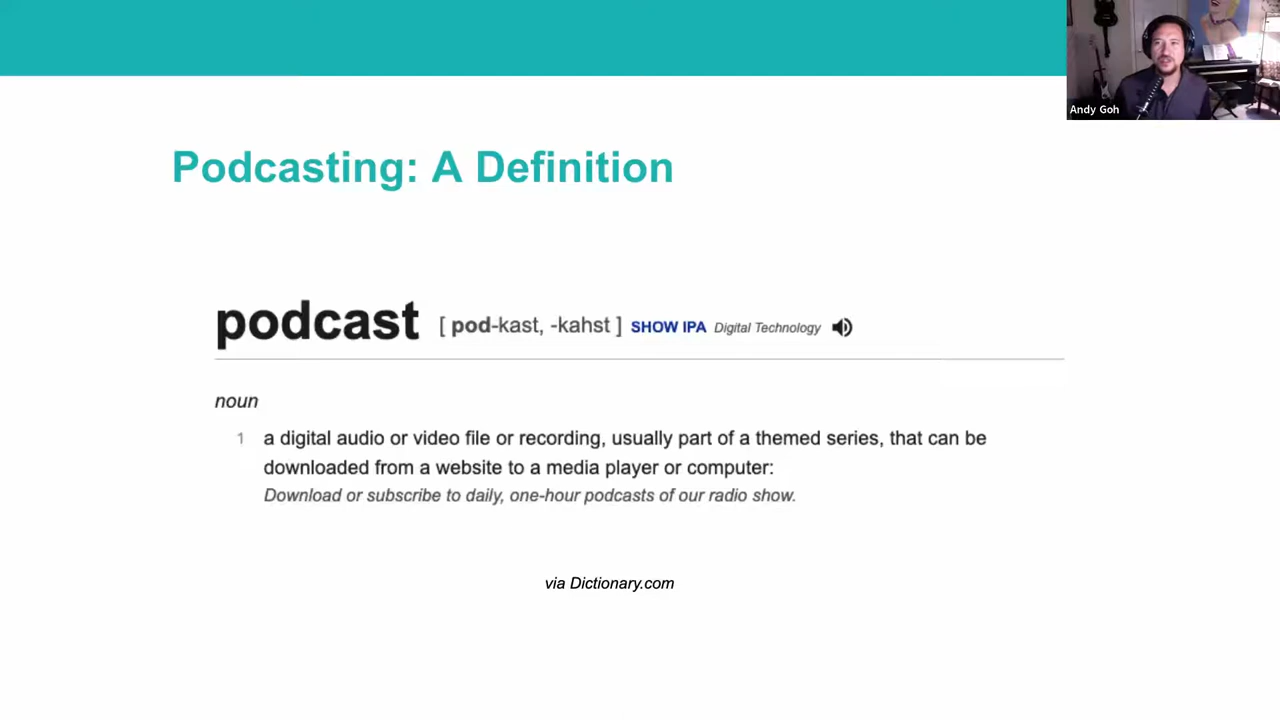 Andy Goh
Podcasting: A Definition
podcast [ pod-kast, -kahst ] SHOW IPA Digital Technology
noun
1 a digital audio or video file or recording, usually part of a themed series, that can be
downloaded from a website to a media player or computer:
Download or subscribe to daily, one-hour podcasts of our radio show.
via Dictionary.com